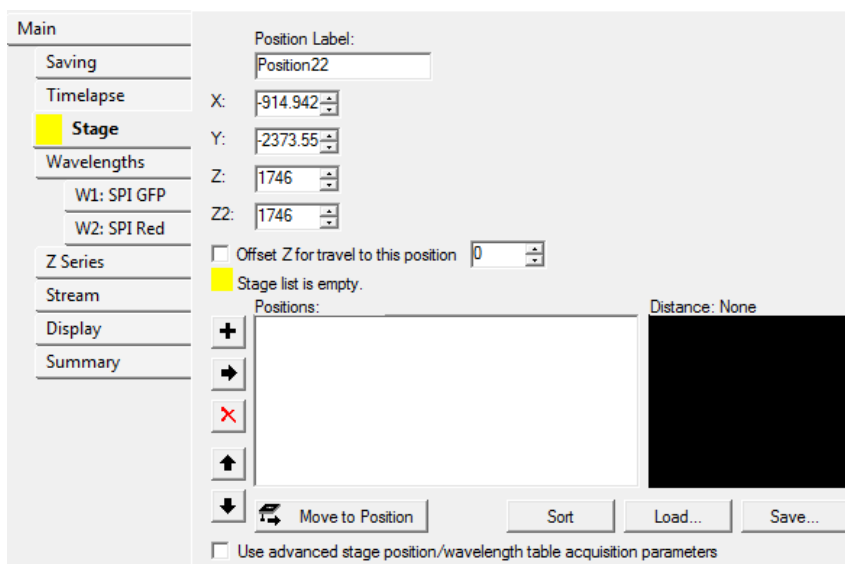 Main
Saving
Timelapse
Stage
Wavelengths
W1: SPI GFP
W2: SPI Red
Z Series
Stream
Display
Summary
Position Label:
Position22
X: -914.942
Y: -2373.55
Z: 1746
Z2: 1746
Offset Z for travel to this position 0
Stage list is empty.
Positions: Distance: None
Move to Position Sort Load... Save...
Use advanced stage position/wavelength table acquisition parameters